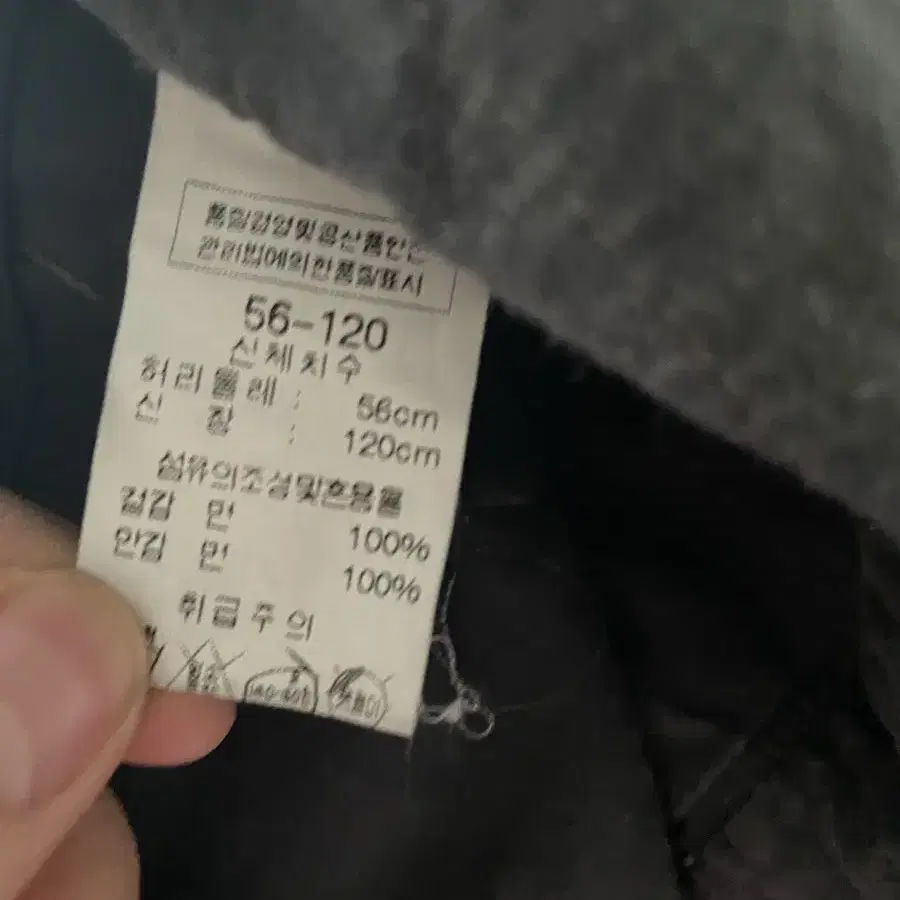 품질경영및공산품안전
관리법에의한품질표시
56-120
신체치수
허리둘레 : 56cm
신 장 : 120cm
섬유의조성및혼용율
겉감 면 100%
안감 면 100%
취급주의